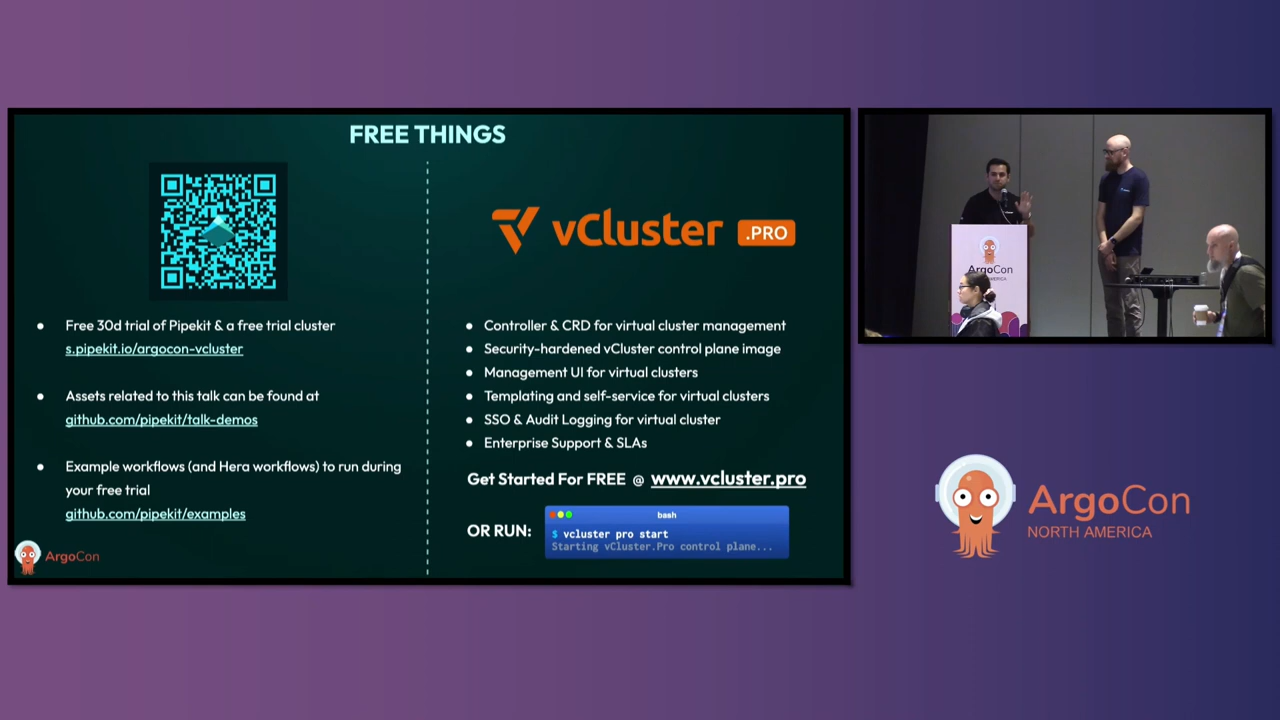 FREE THINGS
● Free 30d trial of Pipekit & a free trial cluster
s.pipekit.io/argocon-vcluster
● Assets related to this talk can be found at
github.com/pipekit/talk-demos
● Example workflows (and Hera workflows) to run during
your free trial
github.com/pipekit/examples
ArgoCon
vCluster .PRO
● Controller & CRD for virtual cluster management
● Security-hardened vCluster control plane image
● Management UI for virtual clusters
● Templating and self-service for virtual clusters
● SSO & Audit Logging for virtual cluster
● Enterprise Support & SLAs
Get Started For FREE @ www.vcluster.pro
OR RUN:
bash
$ vcluster pro start
Starting vCluster.Pro control plane...
ArgoCon
ArgoCon
NORTH AMERICA